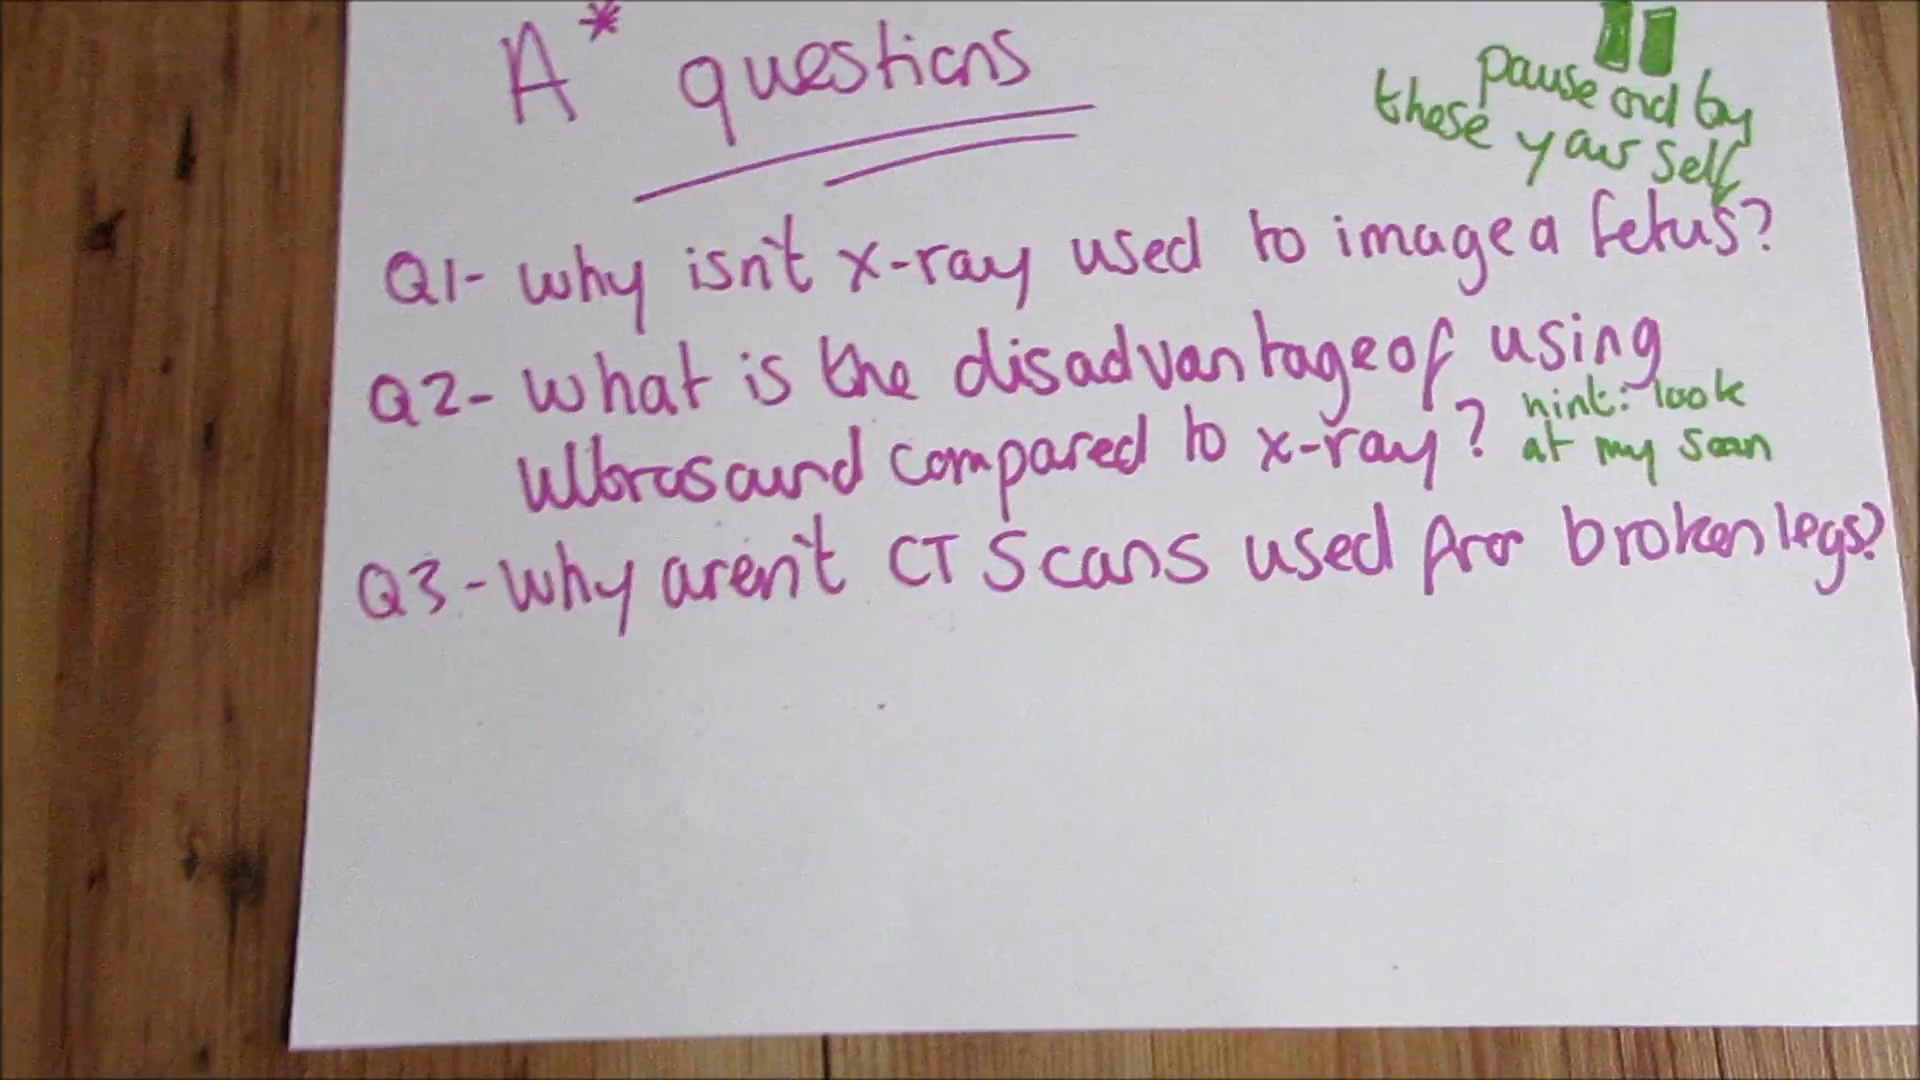 A* questions
pause and try
these yourself
Q1- why isn't x-ray used to image a fetus?
Q2- what is the disadvantage of using
ultrasound compared to x-ray?
hint: look
at my scan
Q3- why aren't CT Scans used for broken legs?